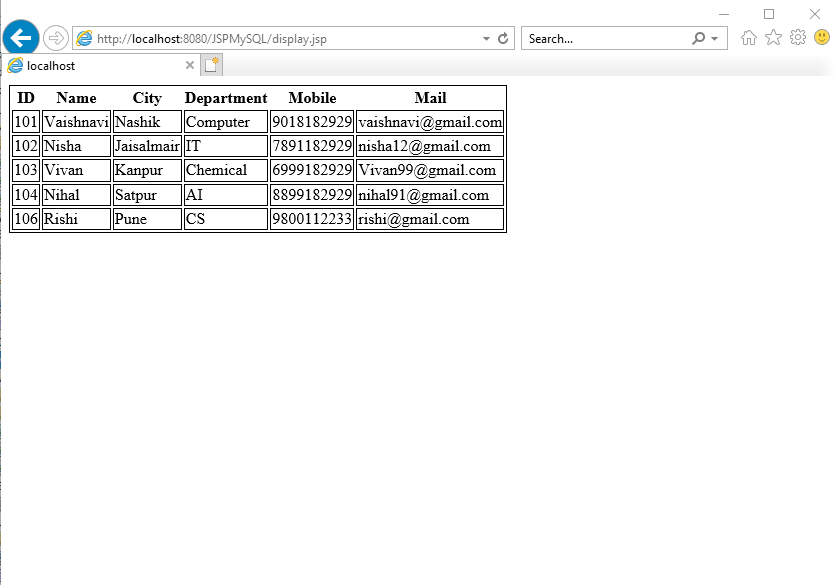 http://localhost:8080/JSPMySQL/display.jsp Search...
localhost
ID Name City Department Mobile Mail
101 Vaishnavi Nashik Computer 9018182929 vaishnavi@gmail.com
102 Nisha Jaisalmair IT 7891182929 nisha12@gmail.com
103 Vivan Kanpur Chemical 6999182929 Vivan99@gmail.com
104 Nihal Satpur AI 8899182929 nihal91@gmail.com
106 Rishi Pune CS 9800112233 rishi@gmail.com